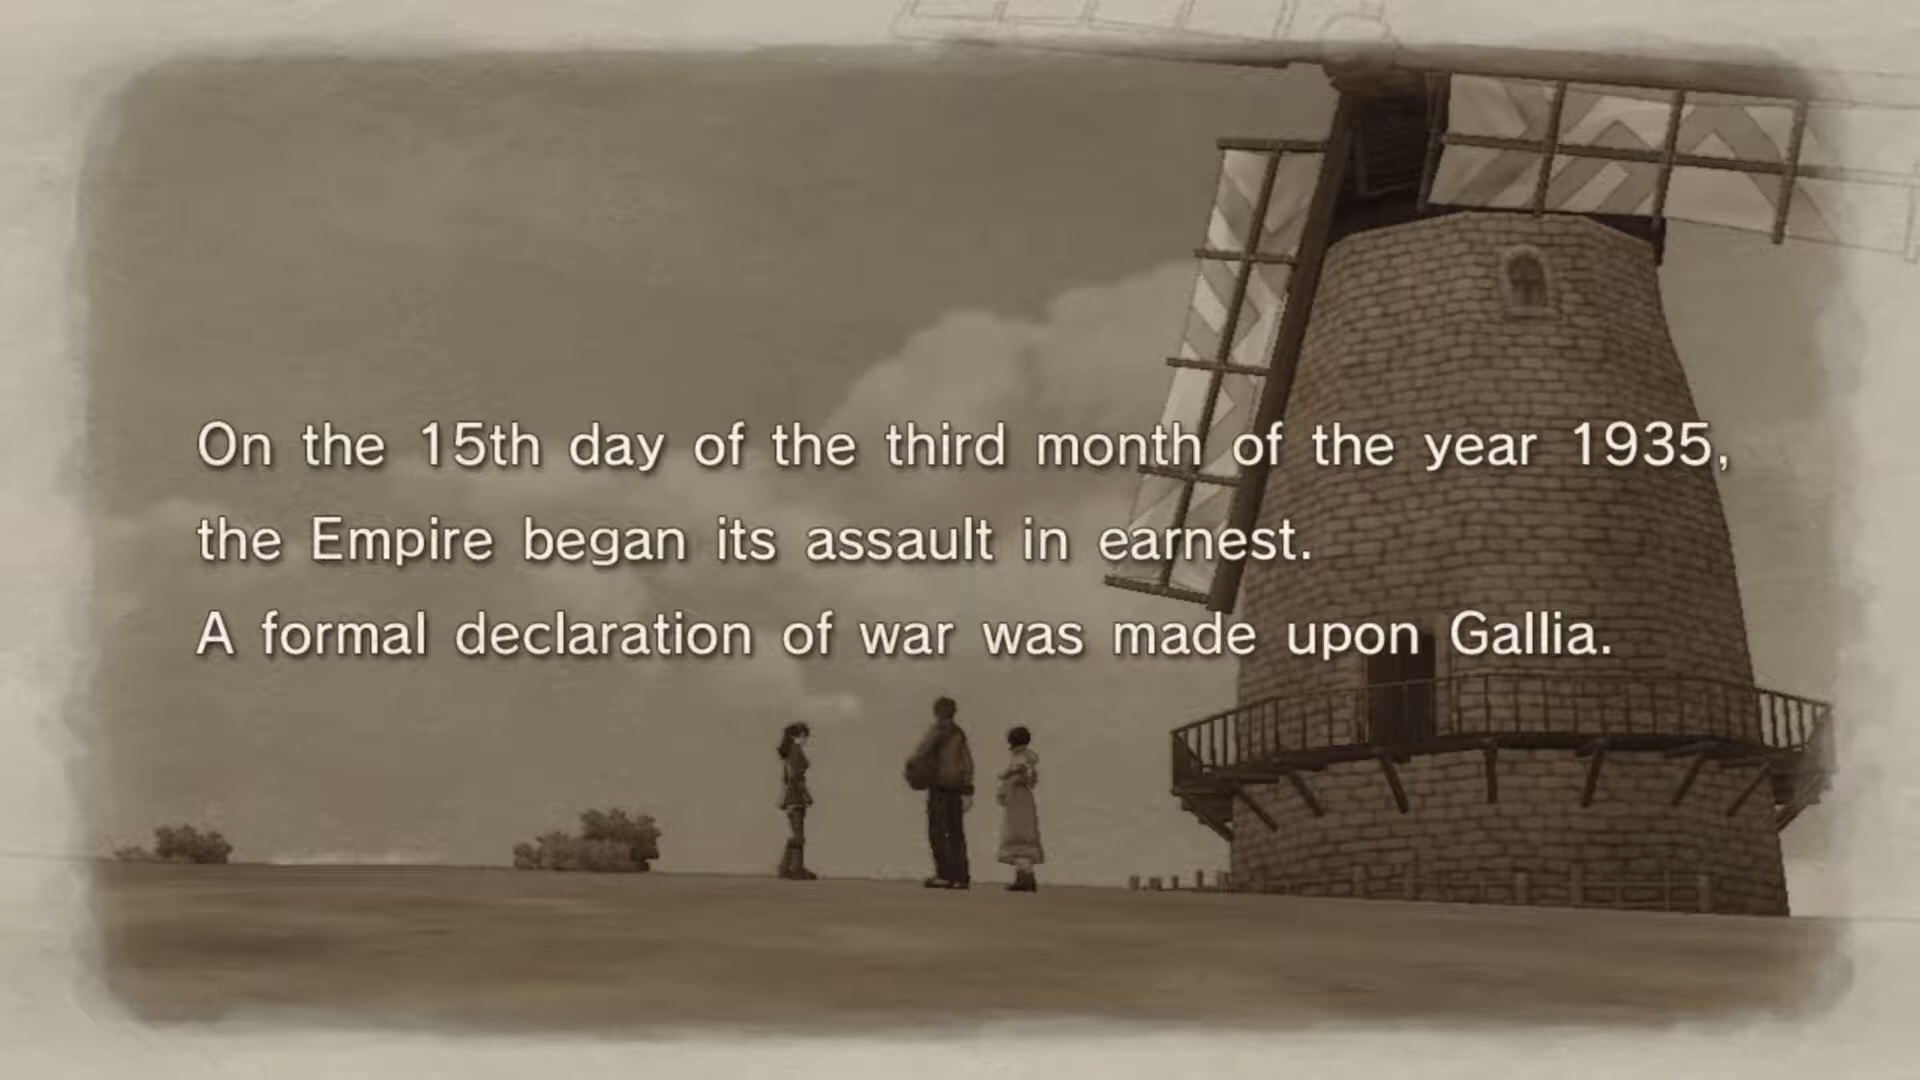 On the 15th day of the third month of the year 1935,
the Empire began its assault in earnest.
A formal declaration of war was made upon Gallia.